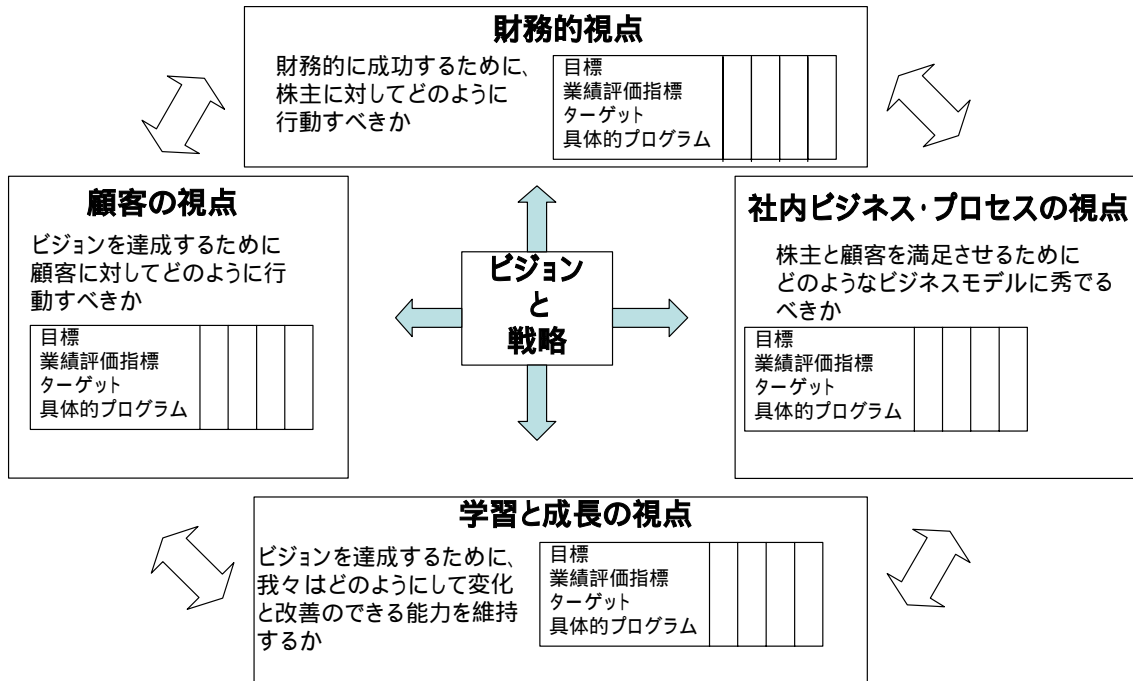 財務的視点
財務的に成功するために、
株主に対してどのように
行動すべきか
目標
業績評価指標
ターゲット
具体的プログラム
顧客の視点
ビジョンを達成するために
顧客に対してどのように行
動すべきか
目標
業績評価指標
ターゲット
具体的プログラム
ビジョン
と
戦略
社内ビジネス・プロセスの視点
株主と顧客を満足させるために
どのようなビジネスモデルに秀でる
べきか
目標
業績評価指標
ターゲット
具体的プログラム
学習と成長の視点
ビジョンを達成するために、
我々はどのようにして変化
と改善のできる能力を維持
するか
目標
業績評価指標
ターゲット
具体的プログラム